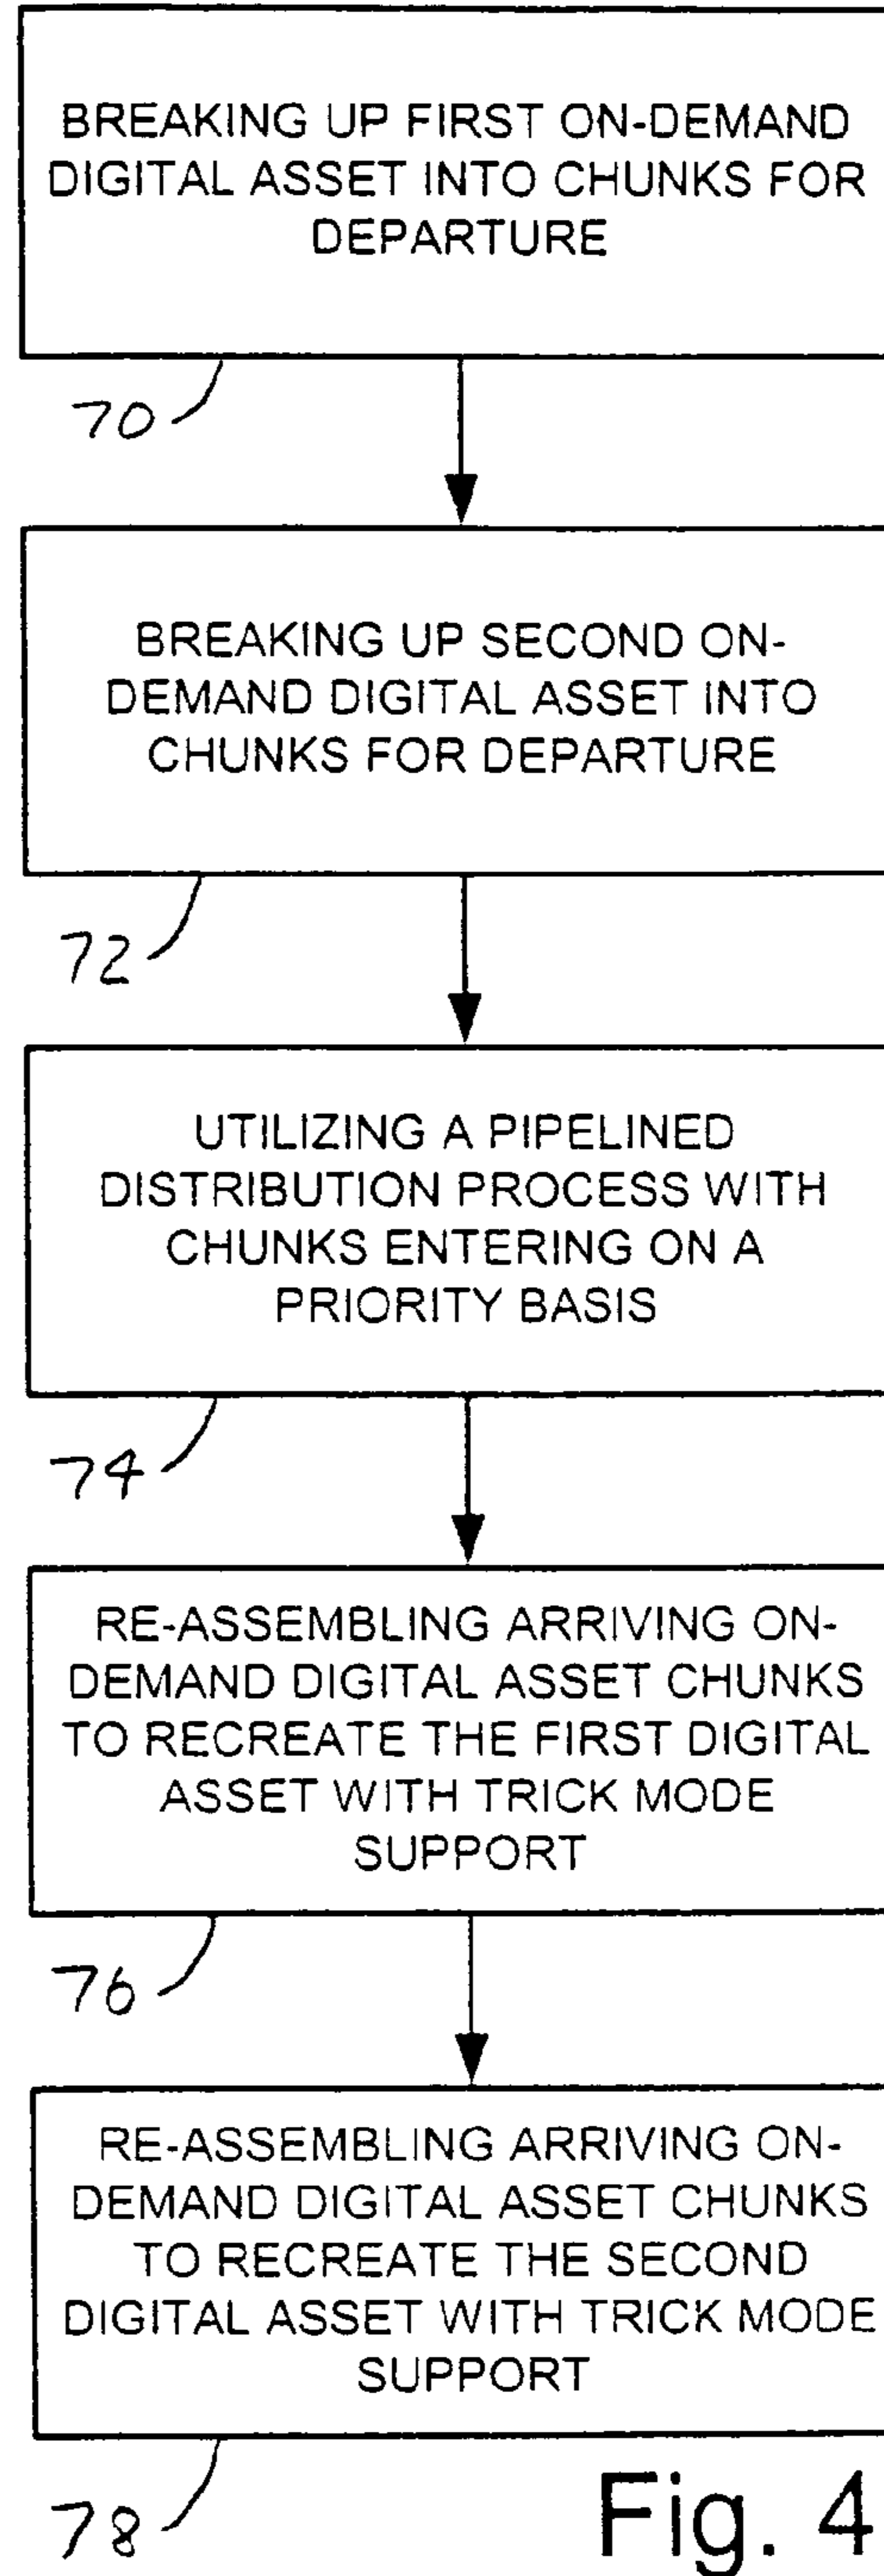 BREAKING UP FIRST ON-DEMAND
DIGITAL ASSET INTO CHUNKS FOR
DEPARTURE
70
BREAKING UP SECOND ON-
DEMAND DIGITAL ASSET INTO
CHUNKS FOR DEPARTURE
72
UTILIZING A PIPELINED
DISTRIBUTION PROCESS WITH
CHUNKS ENTERING ON A
PRIORITY BASIS
74
RE-ASSEMBLING ARRIVING ON-
DEMAND DIGITAL ASSET CHUNKS
TO RECREATE THE FIRST DIGITAL
ASSET WITH TRICK MODE
SUPPORT
76
RE-ASSEMBLING ARRIVING ON-
DEMAND DIGITAL ASSET CHUNKS
TO RECREATE THE SECOND
DIGITAL ASSET WITH TRICK MODE
SUPPORT
78
Fig. 4